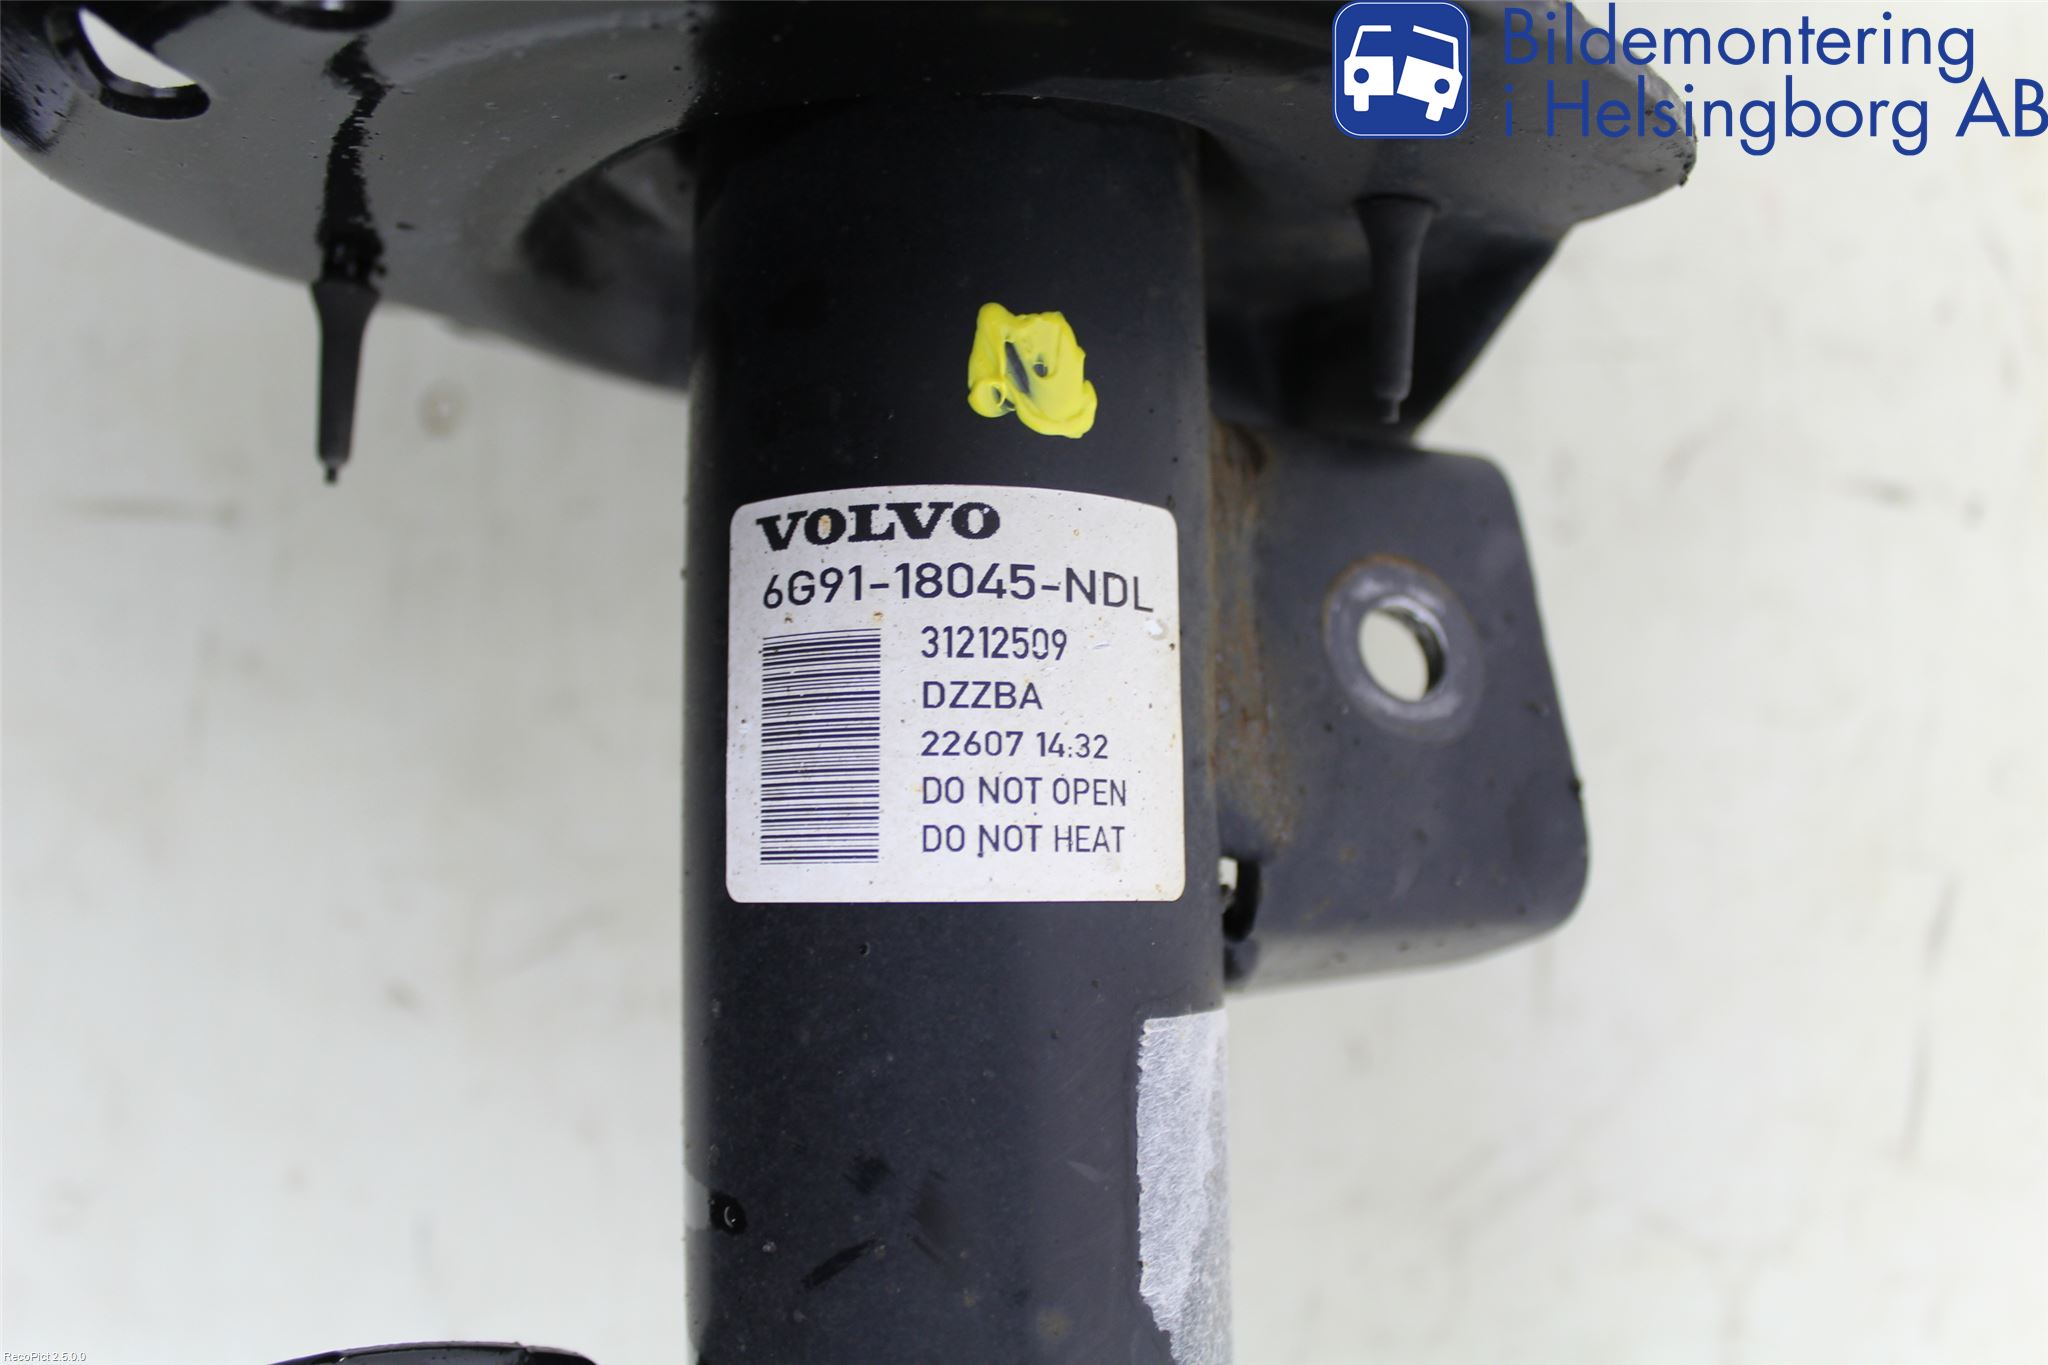 Bildemontering
i Helsingborg AB
VOLVO
6G91-18045-NDL
31212509
DZZBA
22607 14:32
DO NOT OPEN
DO NOT HEAT
RecoPict 2.5.0.0